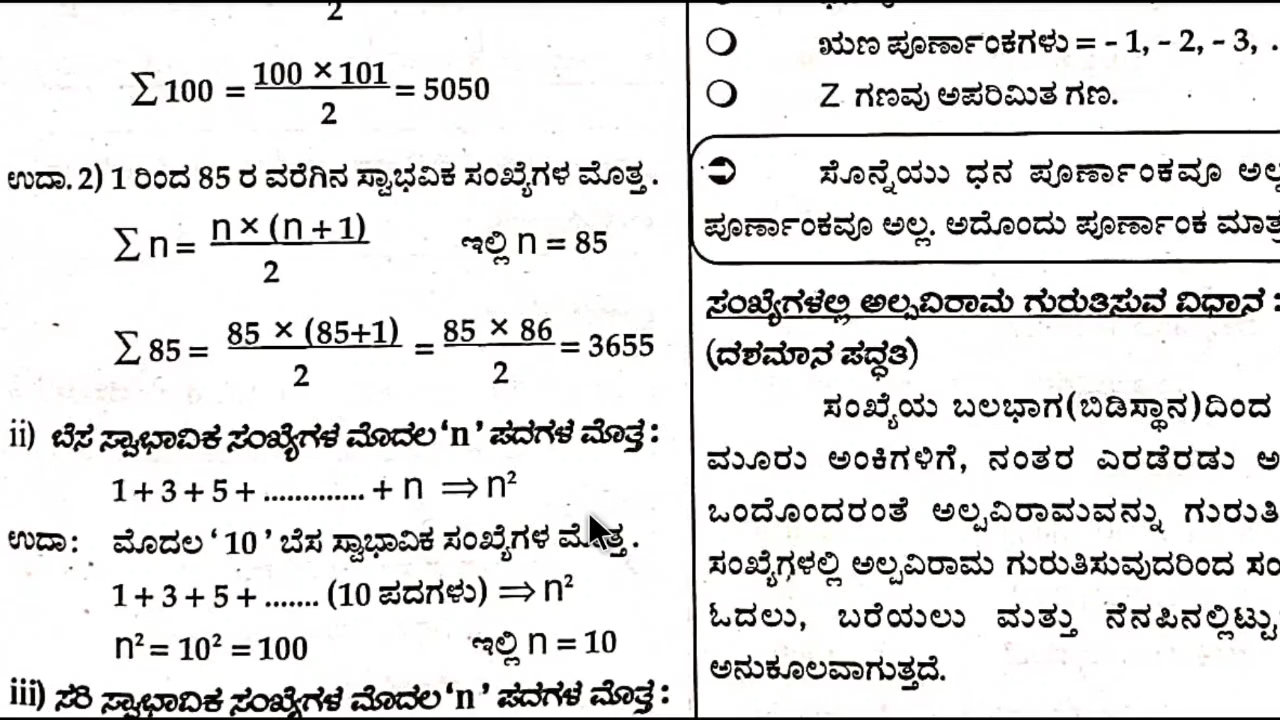 2
∑100 = 100 × 101 / 2 = 5050
ಉದಾ. 2) 1 ರಿಂದ 85 ರ ವರೆಗಿನ ಸ್ವಾಭವಿಕ ಸಂಖ್ಯೆಗಳ ಮೊತ್ತ.
∑n = n × (n + 1) / 2 ಇಲ್ಲಿ n = 85
∑85 = 85 × (85+1) / 2 = 85 × 86 / 2 = 3655
ii) ಬೆಸ ಸ್ವಾಭಾವಿಕ ಸಂಖ್ಯೆಗಳ ಮೊದಲ 'n' ಪದಗಳ ಮೊತ್ತ :
1 + 3 + 5 + ............. + n ⇒ n²
ಉದಾ: ಮೊದಲ '10' ಬೆಸ ಸ್ವಾಭಾವಿಕ ಸಂಖ್ಯೆಗಳ ಮೊತ್ತ.
1 + 3 + 5 + ....... (10 ಪದಗಳು) ⇒ n²
n² = 10² = 100 ಇಲ್ಲಿ n = 10
iii) ಸರಿ ಸ್ವಾಭಾವಿಕ ಸಂಖ್ಯೆಗಳ ಮೊದಲ 'n' ಪದಗಳ ಮೊತ್ತ :
ಋಣ ಪೂರ್ಣಾಂಕಗಳು = - 1, - 2, - 3, .
Z ಗಣವು ಅಪರಿಮಿತ ಗಣ.
ಸೊನ್ನೆಯು ಧನ ಪೂರ್ಣಾಂಕವೂ
ಪೂರ್ಣಾಂಕವೂ ಅಲ್ಲ. ಅದೊಂದು ಪೂರ್ಣಾಂಕ
ಸಂಖ್ಯೆಗಳಲ್ಲಿ ಅಲ್ಪವಿರಾಮ ಗುರುತಿಸುವ ವಿಧಾನ :
(ದಶಮಾನ ಪದ್ಧತಿ)
ಸಂಖ್ಯೆಯ ಬಲಭಾಗ(ಬಿಡಿಸ್ಥಾನ)ದಿಂದ
ಮೂರು ಅಂಕಿಗಳಿಗೆ, ನಂತರ ಎರಡೆರಡು
ಒಂದೊಂದರಂತೆ ಅಲ್ಪವಿರಾಮವನ್ನು
ಸಂಖ್ಯೆಗಳಲ್ಲಿ ಅಲ್ಪವಿರಾಮ ಗುರುತಿಸುವುದರಿಂದ
ಓದಲು, ಬರೆಯಲು ಮತ್ತು
ಅನುಕೂಲವಾಗುತ್ತದೆ.